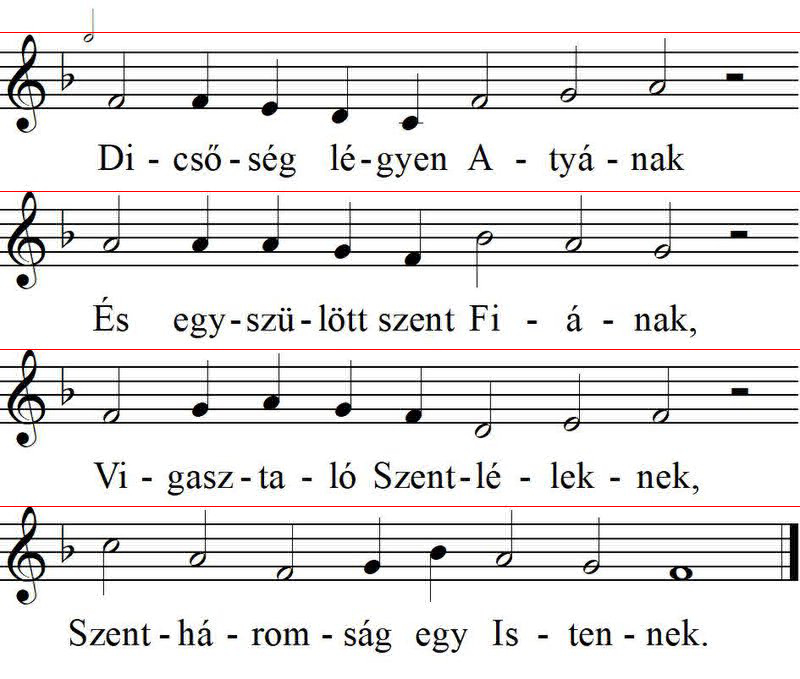 Di - cső - ség lé - gyen A - tyá - nak
És egy - szü - lött szent Fi - á - nak,
Vi - gasz - ta - ló Szent - lé - lek - nek,
Szent - há - rom - ság egy Is - ten - nek.